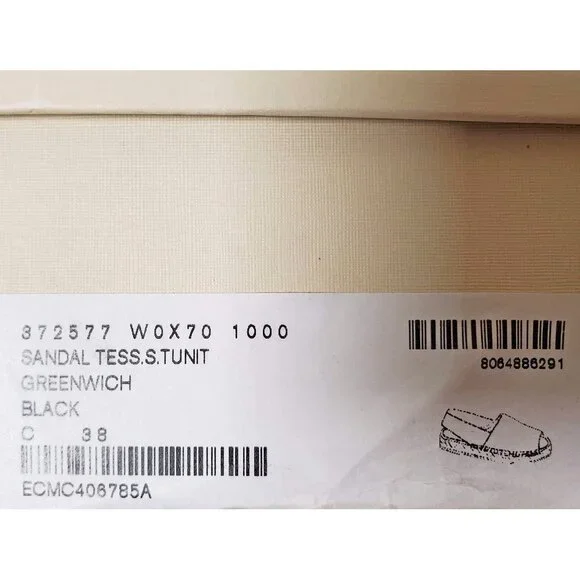 372577 W0X70 1000
SANDAL TESS.S.TUNIT
GREENWICH
BLACK
C 38
ECMC406785A
8064886291